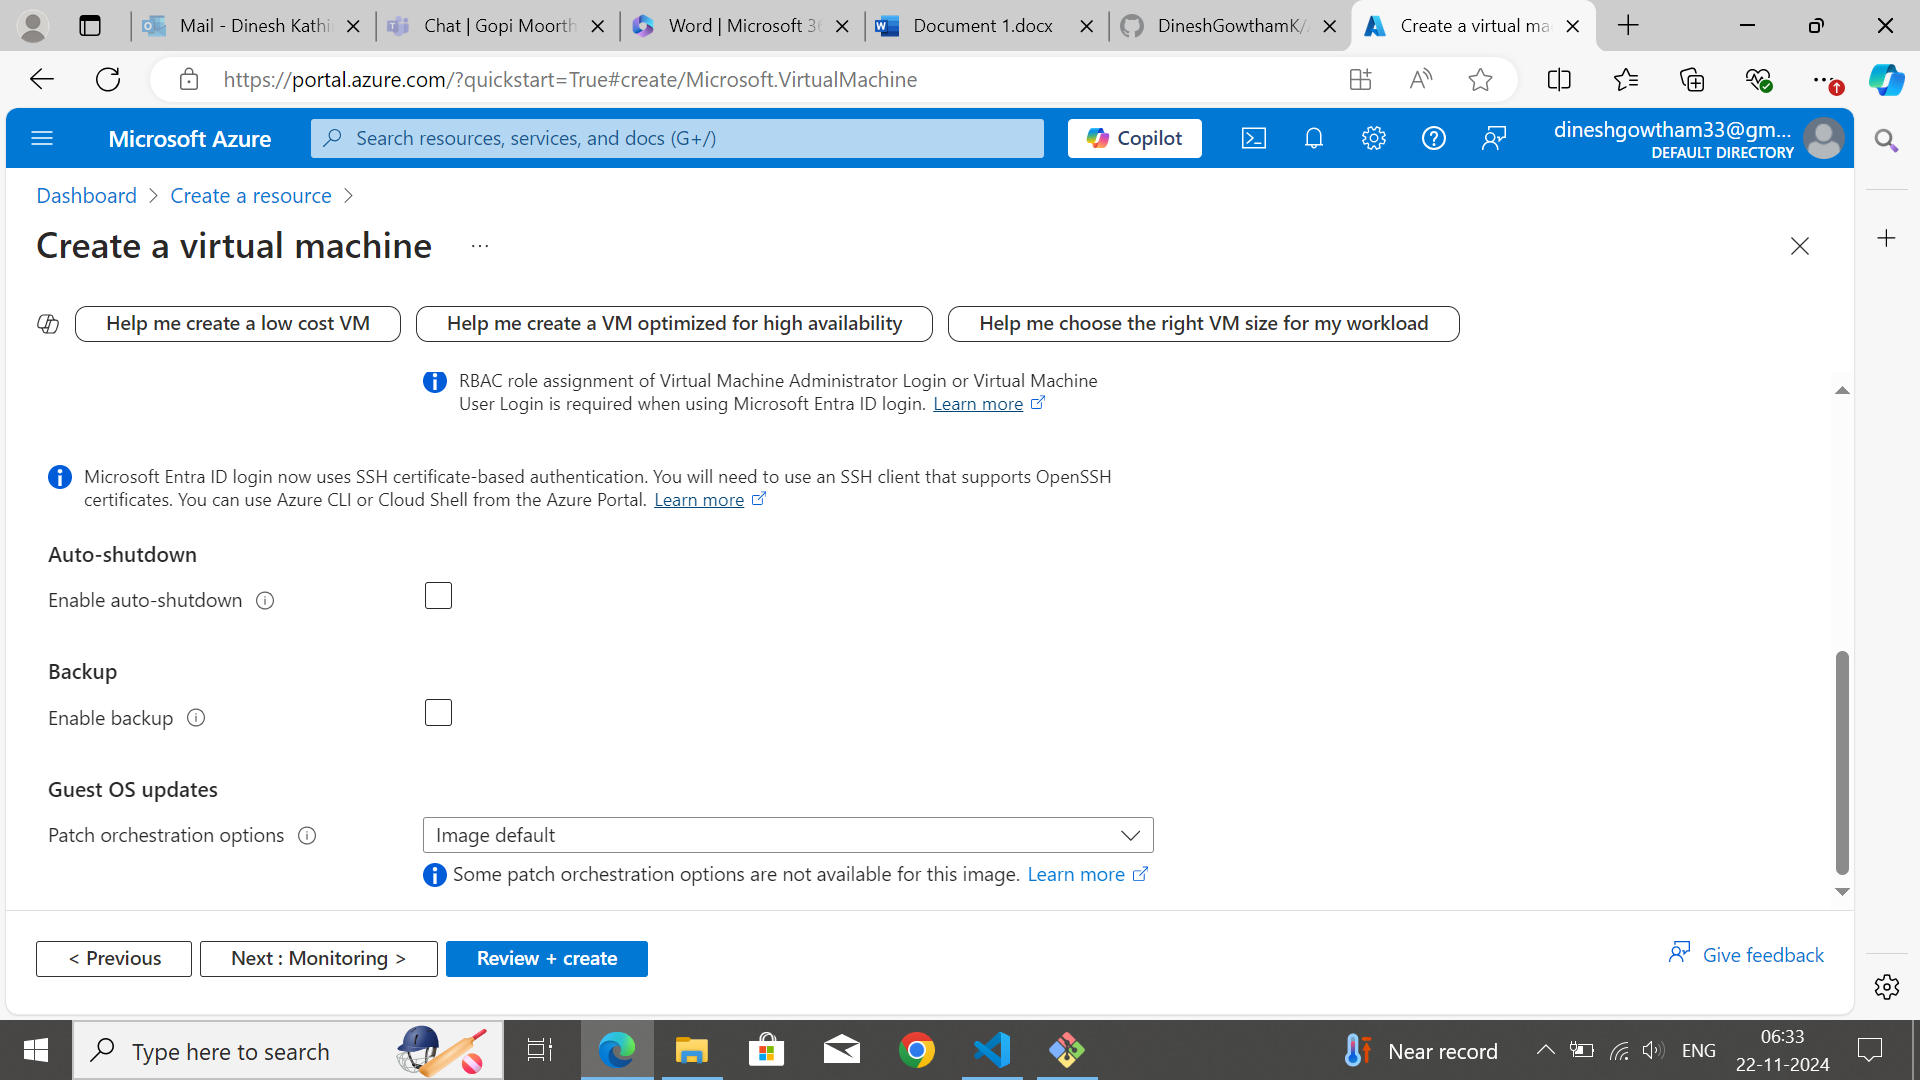 Mail - Dinesh Kathi
Chat | Gopi Moorth
Word | Microsoft 36
Document 1.docx
DineshGowthamK/
Create a virtual ma
https://portal.azure.com/?quickstart=True#create/Microsoft.VirtualMachine
Microsoft Azure
Search resources, services, and docs (G+/)
Copilot
dineshgowtham33@gm...
DEFAULT DIRECTORY
Dashboard
Create a resource
Create a virtual machine
...
Help me create a low cost VM
Help me create a VM optimized for high availability
Help me choose the right VM size for my workload
RBAC role assignment of Virtual Machine Administrator Login or Virtual Machine
User Login is required when using Microsoft Entra ID login. Learn more
Microsoft Entra ID login now uses SSH certificate-based authentication. You will need to use an SSH client that supports OpenSSH
certificates. You can use Azure CLI or Cloud Shell from the Azure Portal. Learn more
Auto-shutdown
Enable auto-shutdown
Backup
Enable backup
Guest OS updates
Patch orchestration options
Image default
Some patch orchestration options are not available for this image. Learn more
< Previous
Next : Monitoring >
Review + create
Give feedback
Type here to search
Near record
ENG
06:33
22-11-2024